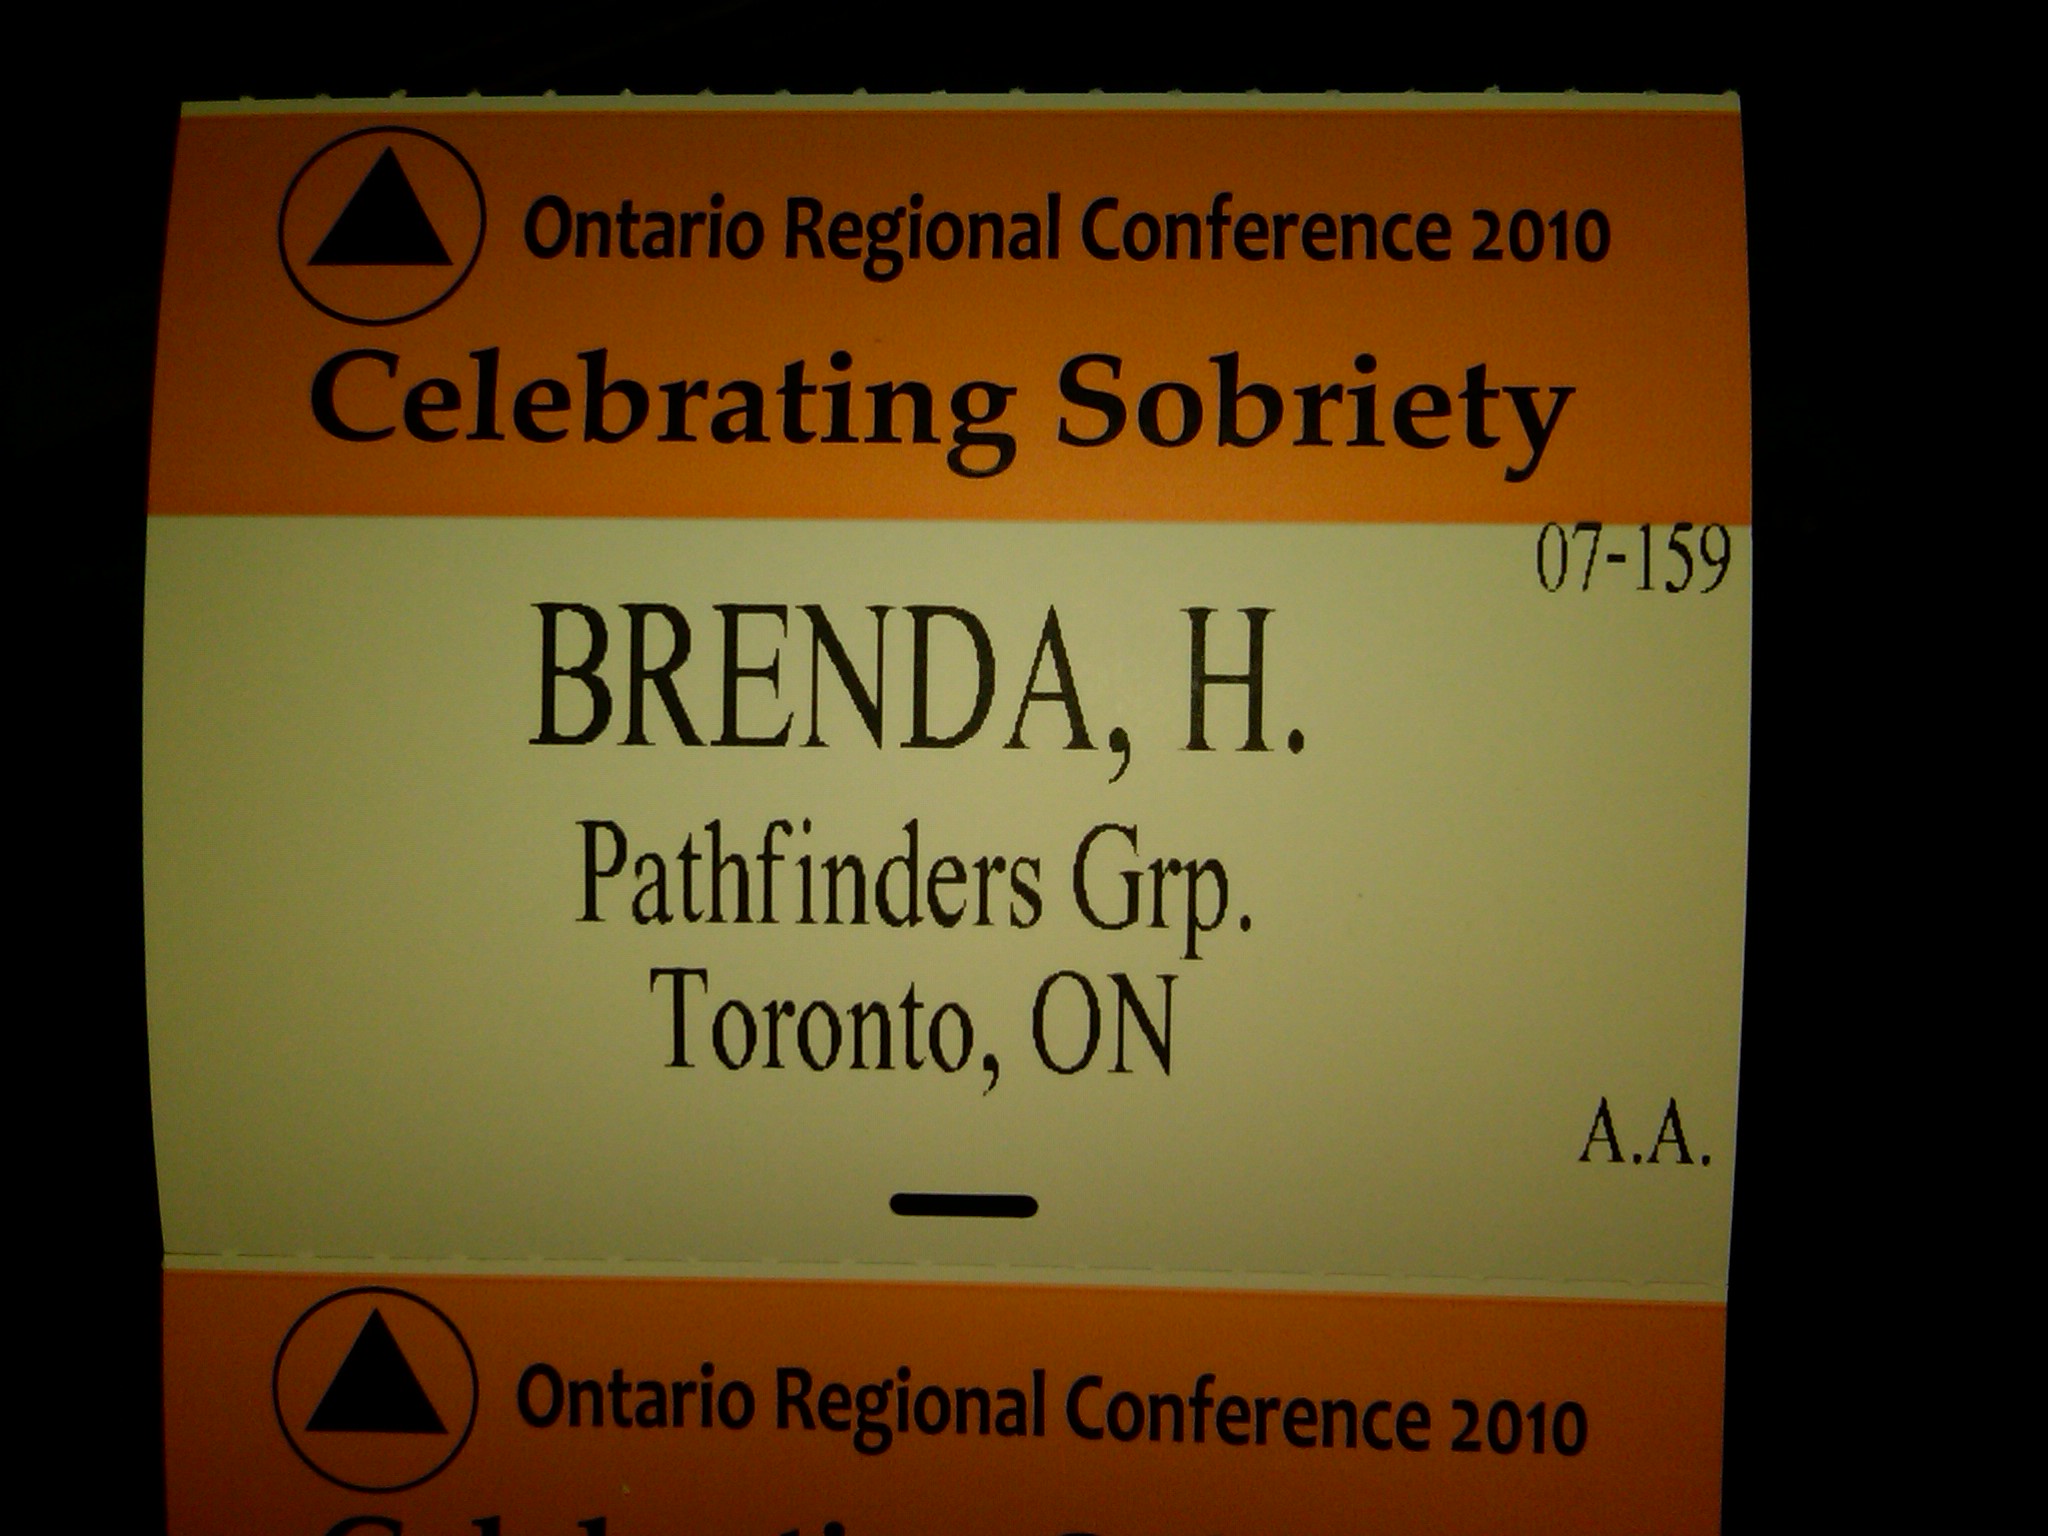 Ontario Regional Conference 2010
Celebrating Sobriety
07-159
BRENDA, H.
Pathfinders Grp.
Toronto, ON
A.A.
Ontario Regional Conference 2010